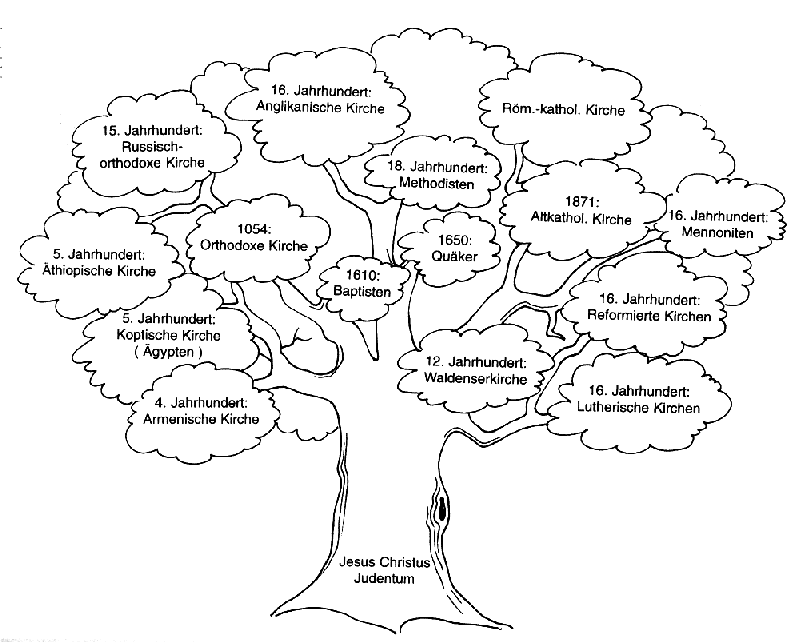 16. Jahrhundert:
Anglikanische Kirche
Röm.-kathol. Kirche
15. Jahrhundert:
Russisch-
orthodoxe Kirche
18. Jahrhundert:
Methodisten
1871:
Altkathol. Kirche
16. Jahrhundert:
Mennoniten
5. Jahrhundert:
Äthiopische Kirche
1054:
Orthodoxe Kirche
1650:
Quäker
1610:
Baptisten
16. Jahrhundert:
Reformierte Kirchen
5. Jahrhundert:
Koptische Kirche
( Ägypten )
12. Jahrhundert:
Waldenserkirche
4. Jahrhundert:
Armenische Kirche
16. Jahrhundert:
Lutherische Kirchen
Jesus Christus
Judentum